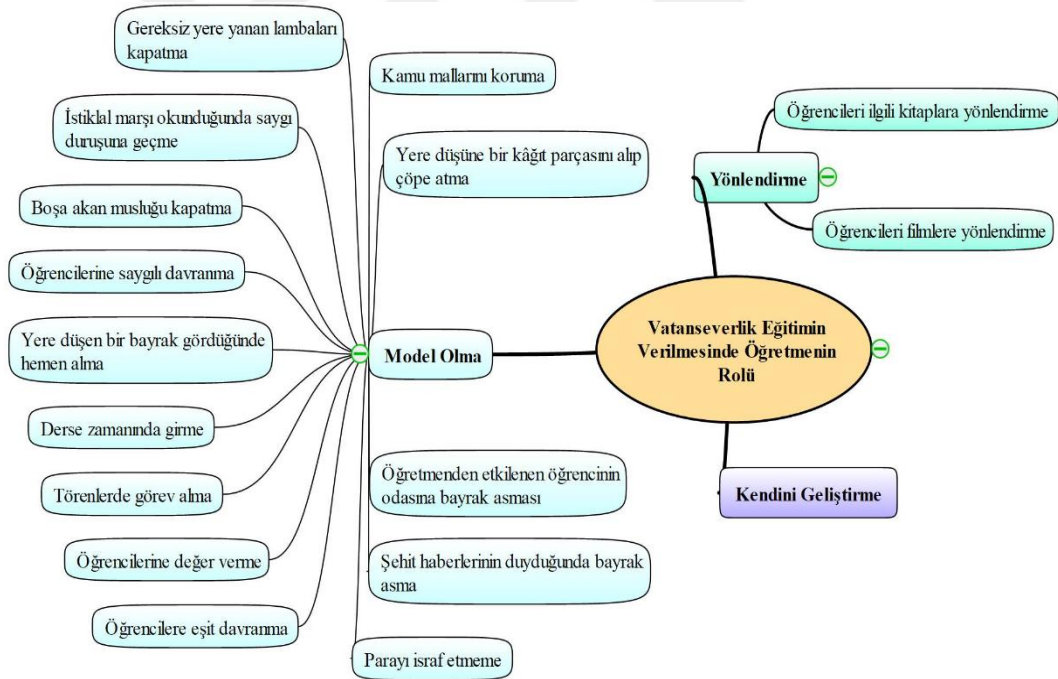 Gereksiz yere yanan lambaları
kapatma
Kamu mallarını koruma
İstiklal marşı okunduğunda saygı
duruşuna geçme
Yere düşüne bir kâğıt parçasını alıp
çöpe atma
Boşa akan musluğu kapatma
Öğrencilerine saygılı davranma
Yere düşen bir bayrak gördüğünde
hemen alma
Model Olma
Derse zamanında girme
Törenlerde görev alma
Öğretmenden etkilenen öğrencinin
odasına bayrak asması
Öğrencilerine değer verme
Şehit haberlerinin duyduğunda bayrak
asma
Öğrencilere eşit davranma
Parayı israf etmeme
Öğrencileri ilgili kitaplara yönlendirme
Yönlendirme
Öğrencileri filmlere yönlendirme
Vatanseverlik Eğitimin
Verilmesinde Öğretmenin
Rolü
Kendini Geliştirme